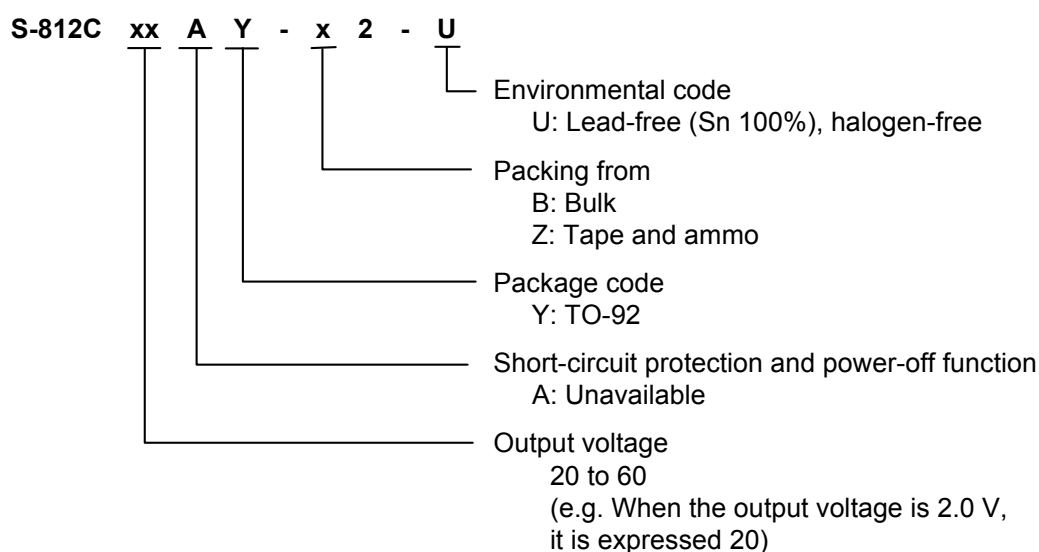 S-812C xx A Y - x 2 - U
Environmental code
U: Lead-free (Sn 100%), halogen-free
Packing from
B: Bulk
Z: Tape and ammo
Package code
Y: TO-92
Short-circuit protection and power-off function
A: Unavailable
Output voltage
20 to 60
(e.g. When the output voltage is 2.0 V,
it is expressed 20)